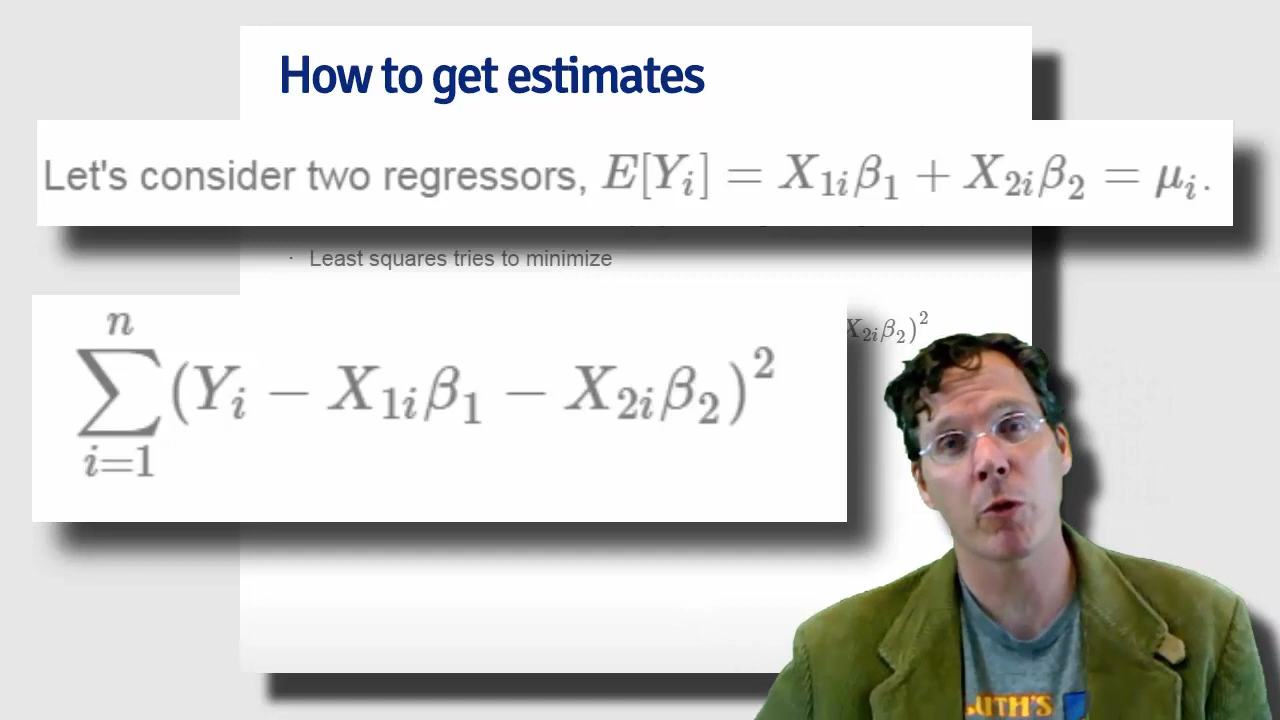 How to get estimates
Let's consider two regressors, E[Y_i] = X_{1i}β_1 + X_{2i}β_2 = μ_i.
· Least squares tries to minimize
X_{2i}β_2)^2
\sum_{i=1}^{n} (Y_i − X_{1i}β_1 − X_{2i}β_2)^2